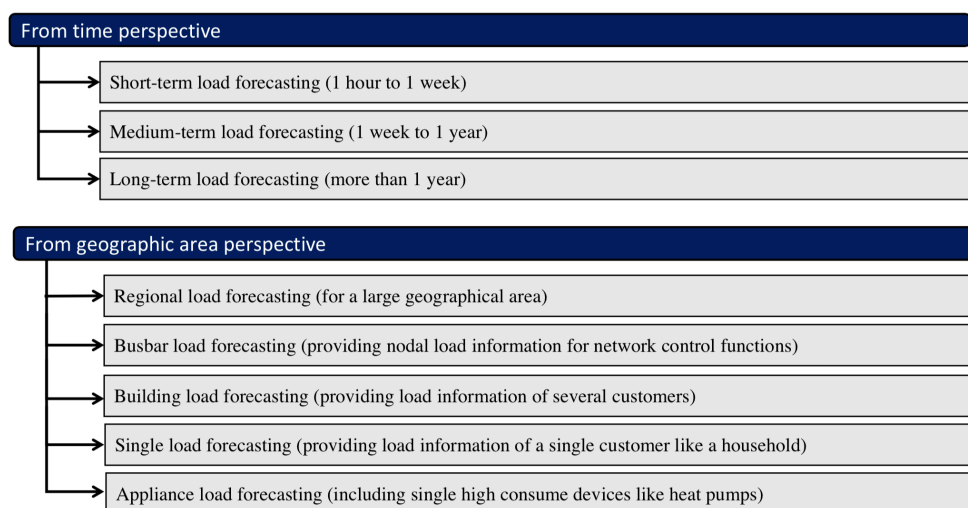 From time perspective
Short-term load forecasting (1 hour to 1 week)
Medium-term load forecasting (1 week to 1 year)
Long-term load forecasting (more than 1 year)
From geographic area perspective
Regional load forecasting (for a large geographical area)
Busbar load forecasting (providing nodal load information for network control functions)
Building load forecasting (providing load information of several customers)
Single load forecasting (providing load information of a single customer like a household)
Appliance load forecasting (including single high consume devices like heat pumps)